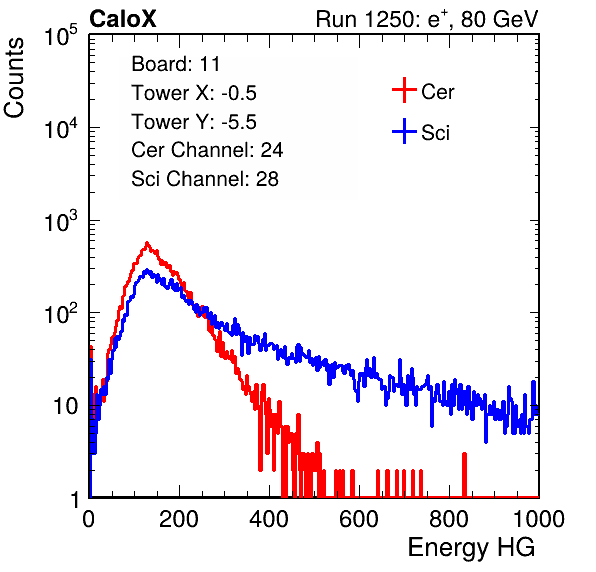 CaloX Run 1250: e⁺, 80 GeV
Counts
10⁵
10⁴
10³
10²
10
1
Board: 11
Tower X: -0.5
Tower Y: -5.5
Cer Channel: 24
Sci Channel: 28
Cer
Sci
0 200 400 600 800 1000
Energy HG